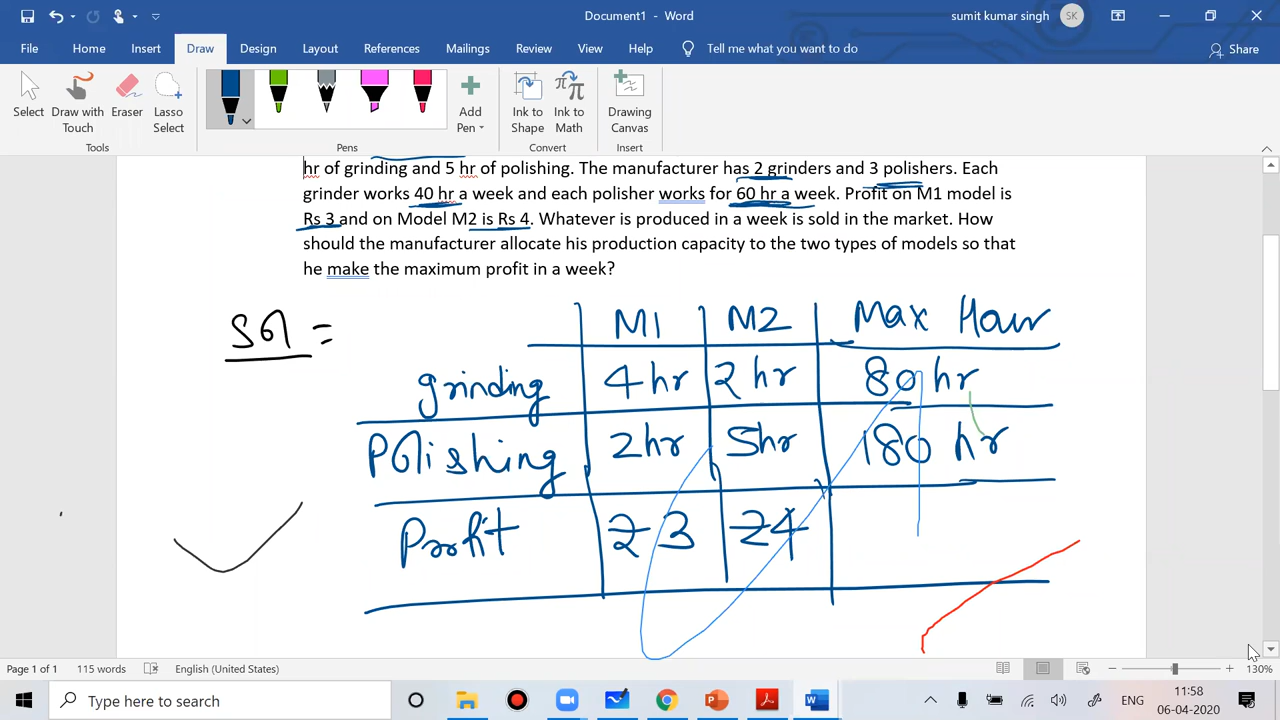 Document1 - Word
sumit kumar singh
SK
File Home Insert Draw Design Layout References Mailings Review View Help Tell me what you want to do Share
Select
Draw with Touch
Eraser
Lasso Select
Add Pen
Ink to Shape
Ink to Math
Drawing Canvas
Tools Pens Convert Insert
hr of grinding and 5 hr of polishing. The manufacturer has 2 grinders and 3 polishers. Each
grinder works 40 hr a week and each polisher works for 60 hr a week. Profit on M1 model is
Rs 3 and on Model M2 is Rs 4. Whatever is produced in a week is sold in the market. How
should the manufacturer allocate his production capacity to the two types of models so that
he make the maximum profit in a week?
Sol =
M1 M2 Max Hour
grinding 4 hr 2 hr 80 hr
Polishing 2hr 5hr 180 hr
Profit ₹ 3 ₹4
Page 1 of 1 115 words English (United States) 130%
Type here to search
ENG
11:58
06-04-2020